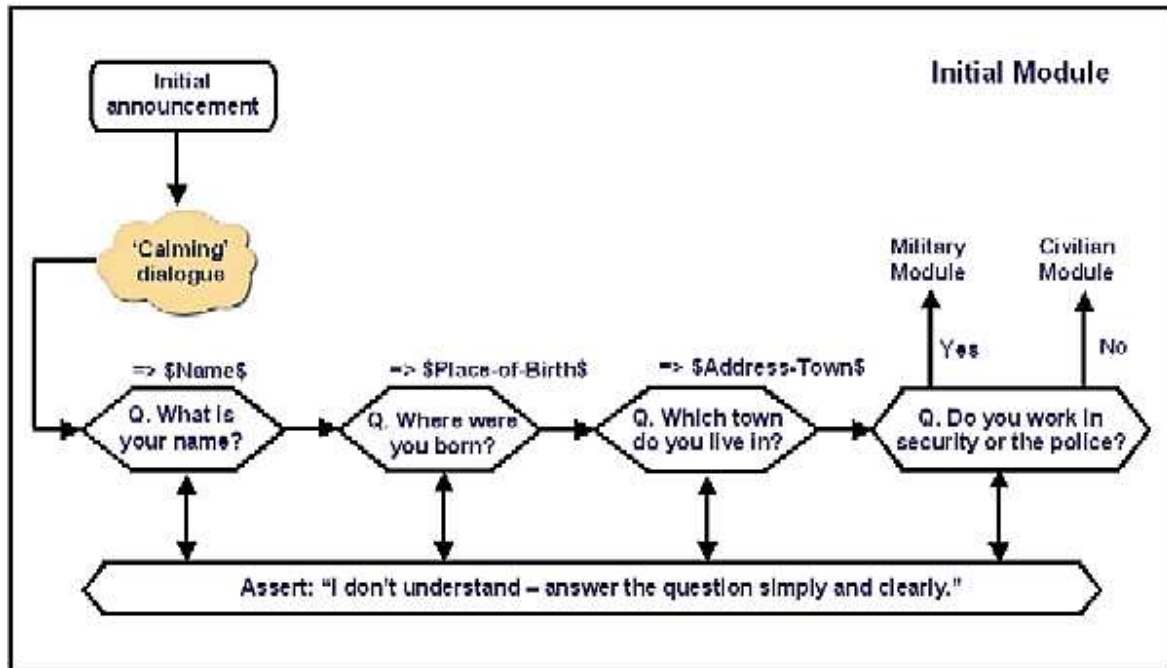 Initial Module
Initial
announcement
'Calming'
dialogue
Military
Module
Civilian
Module
Yes
No
=> $Name$
=> $Place-of-Birth$
=> $Address-Town$
Q. What is
your name?
Q. Where were
you born?
Q. Which town
do you live in?
Q. Do you work in
security or the police?
Assert: "I don't understand – answer the question simply and clearly."